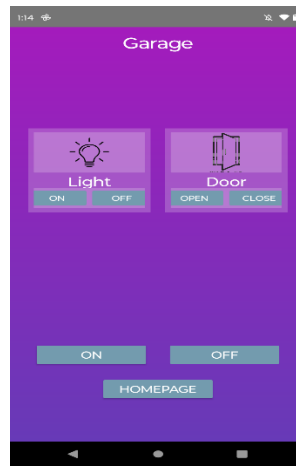 1:14
Garage
Light Door
ON OFF OPEN CLOSE
ON OFF
HOMEPAGE